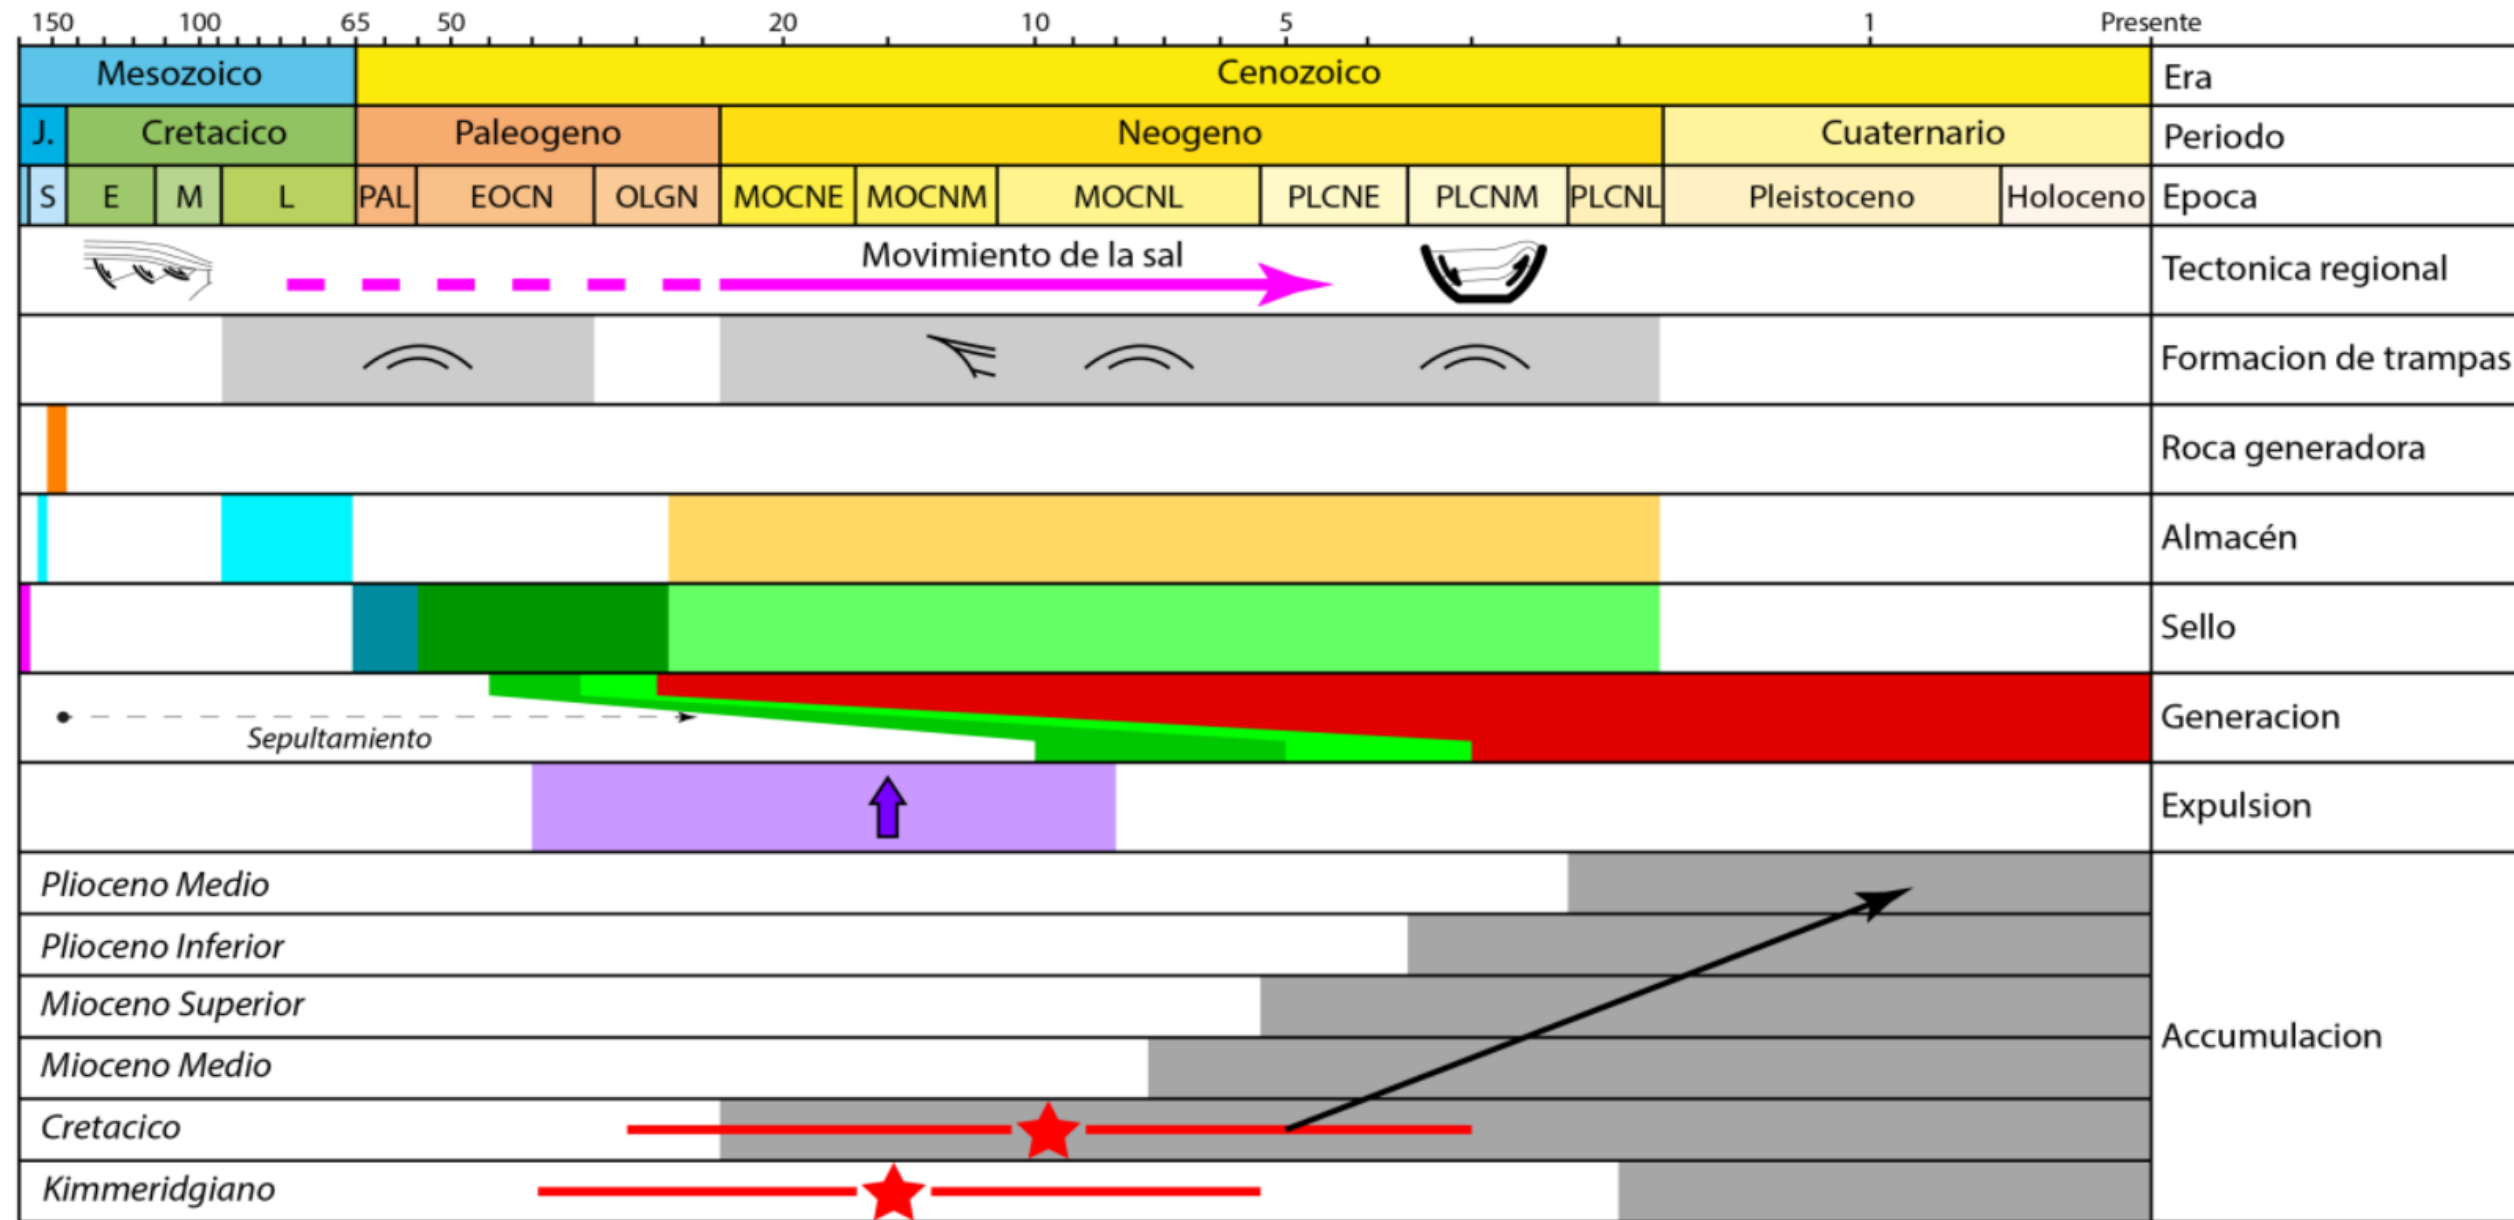 150 100 65 50 20 10 5 1 Presente
Mesozoico Cenozoico Era
J. Cretacico Paleogeno Neogeno Cuaternario Periodo
S E M L PAL EOCN OLGN MOCNE MOCNM MOCNL PLCNE PLCNM PLCNL Pleistoceno Holoceno Epoca
Movimiento de la sal Tectonica regional
Formacion de trampas
Roca generadora
Almacén
Sello
Sepultamiento Generacion
Expulsion
Plioceno Medio
Plioceno Inferior
Mioceno Superior
Accumulacion
Mioceno Medio
Cretacico
Kimmeridgiano